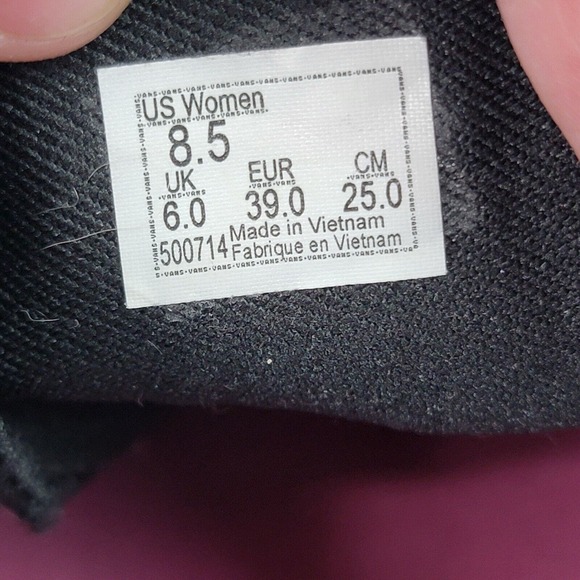 US Women
8.5
UK EUR CM
6.0 39.0 25.0
500714 Made in Vietnam
Fabrique en Vietnam